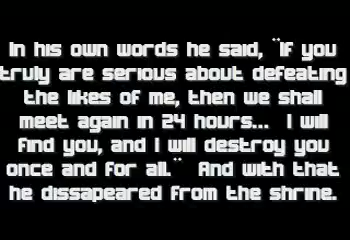 In his own words he said, "If you
truly are serious about defeating
the likes of me, then we shall
meet again in 24 hours... I will
find you, and I will destroy you
once and for all." And with that
he dissapeared from the shrine.